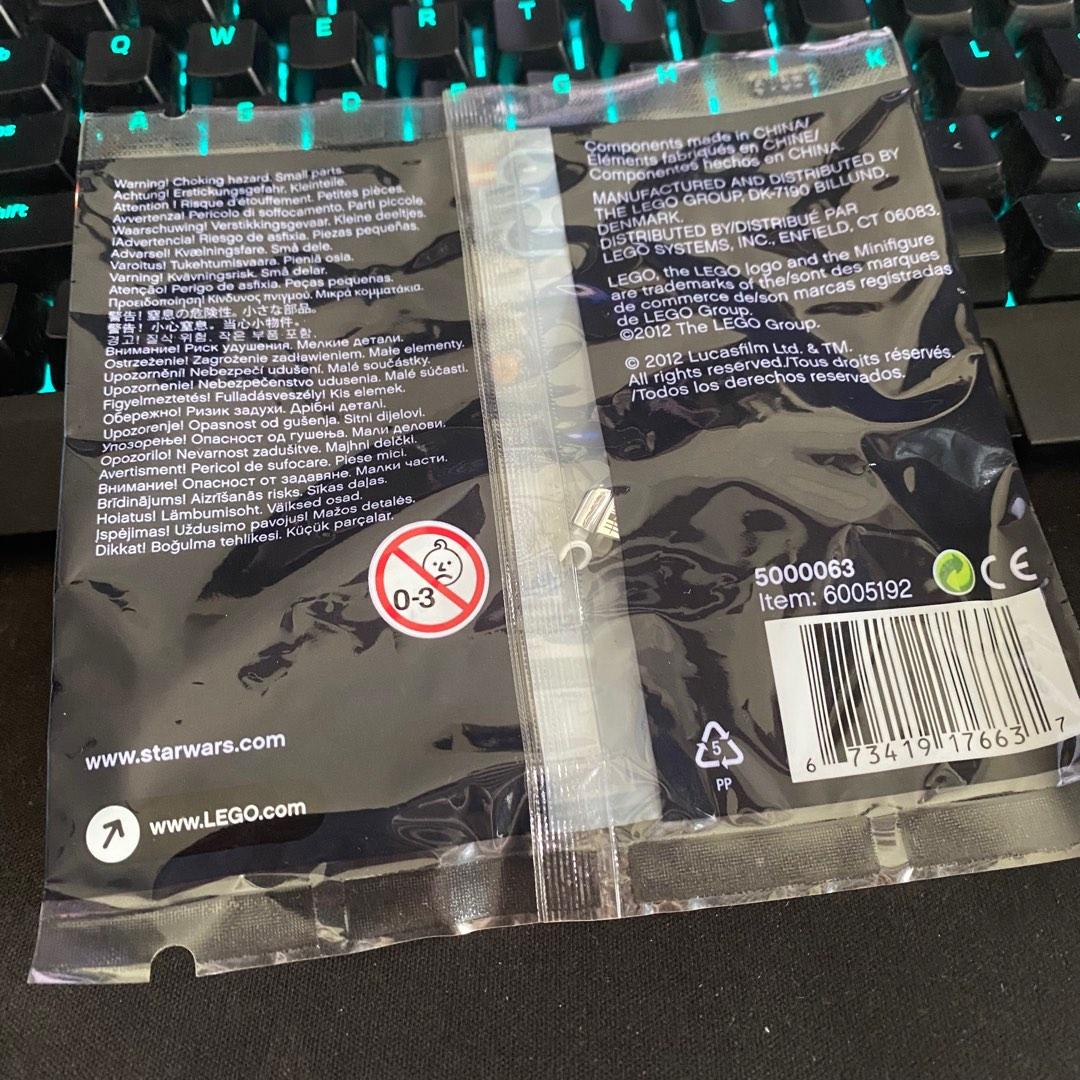 Q
W
E
R
T
Y
A
S
D
F
G
H
J
K
L
Warning! Choking hazard. Small parts.
Achtung! Erstickungsgefahr. Kleinteile.
Attention ! Risque d'étouffement. Petites pièces.
Avvertenza! Pericolo di soffocamento. Parti piccole.
Waarschuwing! Verstikkingsgevaar. Kleine deeltjes.
¡Advertencia! Riesgo de asfixia. Piezas pequeñas.
Advarsel! Kvælningsfare. Små dele.
Varoitus! Tukehtumisvaara. Pieniä osia.
Varning! Kvävningsrisk. Små delar.
Atenção! Perigo de asfixia. Peças pequenas.
Προειδοποίηση! Κίνδυνος πνιγμού. Μικρά κομματάκια.
警告! 窒息の危険性。小さな部品。
警告! 小心窒息。当心小物件。
경고! 질식 위험. 작은 부품 포함.
Внимание! Риск удушения. Мелкие детали.
Ostrzeżenie! Zagrożenie zadławieniem. Małe elementy.
Upozornění! Nebezpečí udušení. Malé součástky.
Upozornenie! Nebezpečenstvo udusenia. Malé súčasti.
Figyelmeztetés! Fulladásveszély! Kis elemek.
Обережно! Ризик задухи. Дрібні деталі.
Upozorenje! Opasnost od gušenja. Sitni dijelovi.
Упозорење! Опасност од гушења. Мали делови.
Opozorilo! Nevarnost zadušitve. Majhni delčki.
Avertisment! Pericol de sufocare. Piese mici.
Внимание! Опасност от задавяне. Малки части.
Brīdinājums! Aizrīšanās risks. Sīkas daļas.
Hoiatus! Lämbumisoht. Väiksed osad.
Įspėjimas! Uždusimo pavojus! Mažos detalės.
Dikkat! Boğulma tehlikesi. Küçük parçalar.
0-3
www.starwars.com
www.LEGO.com
Components made in CHINA/
Éléments fabriqués en CHINE/
Componentes hechos en CHINA.
MANUFACTURED AND DISTRIBUTED BY
THE LEGO GROUP, DK-7190 BILLUND,
DENMARK.
DISTRIBUTED BY/DISTRIBUÉ PAR
LEGO SYSTEMS, INC., ENFIELD, CT 06083.
LEGO, the LEGO logo and the Minifigure
are trademarks of the/sont des marques
de commerce de/son marcas registradas
de LEGO Group.
©2012 The LEGO Group.
© 2012 Lucasfilm Ltd. & TM.
All rights reserved./Tous droits réservés.
/Todos los derechos reservados.
5000063
Item: 6005192
CE
5
PP
6 73419 17663 7